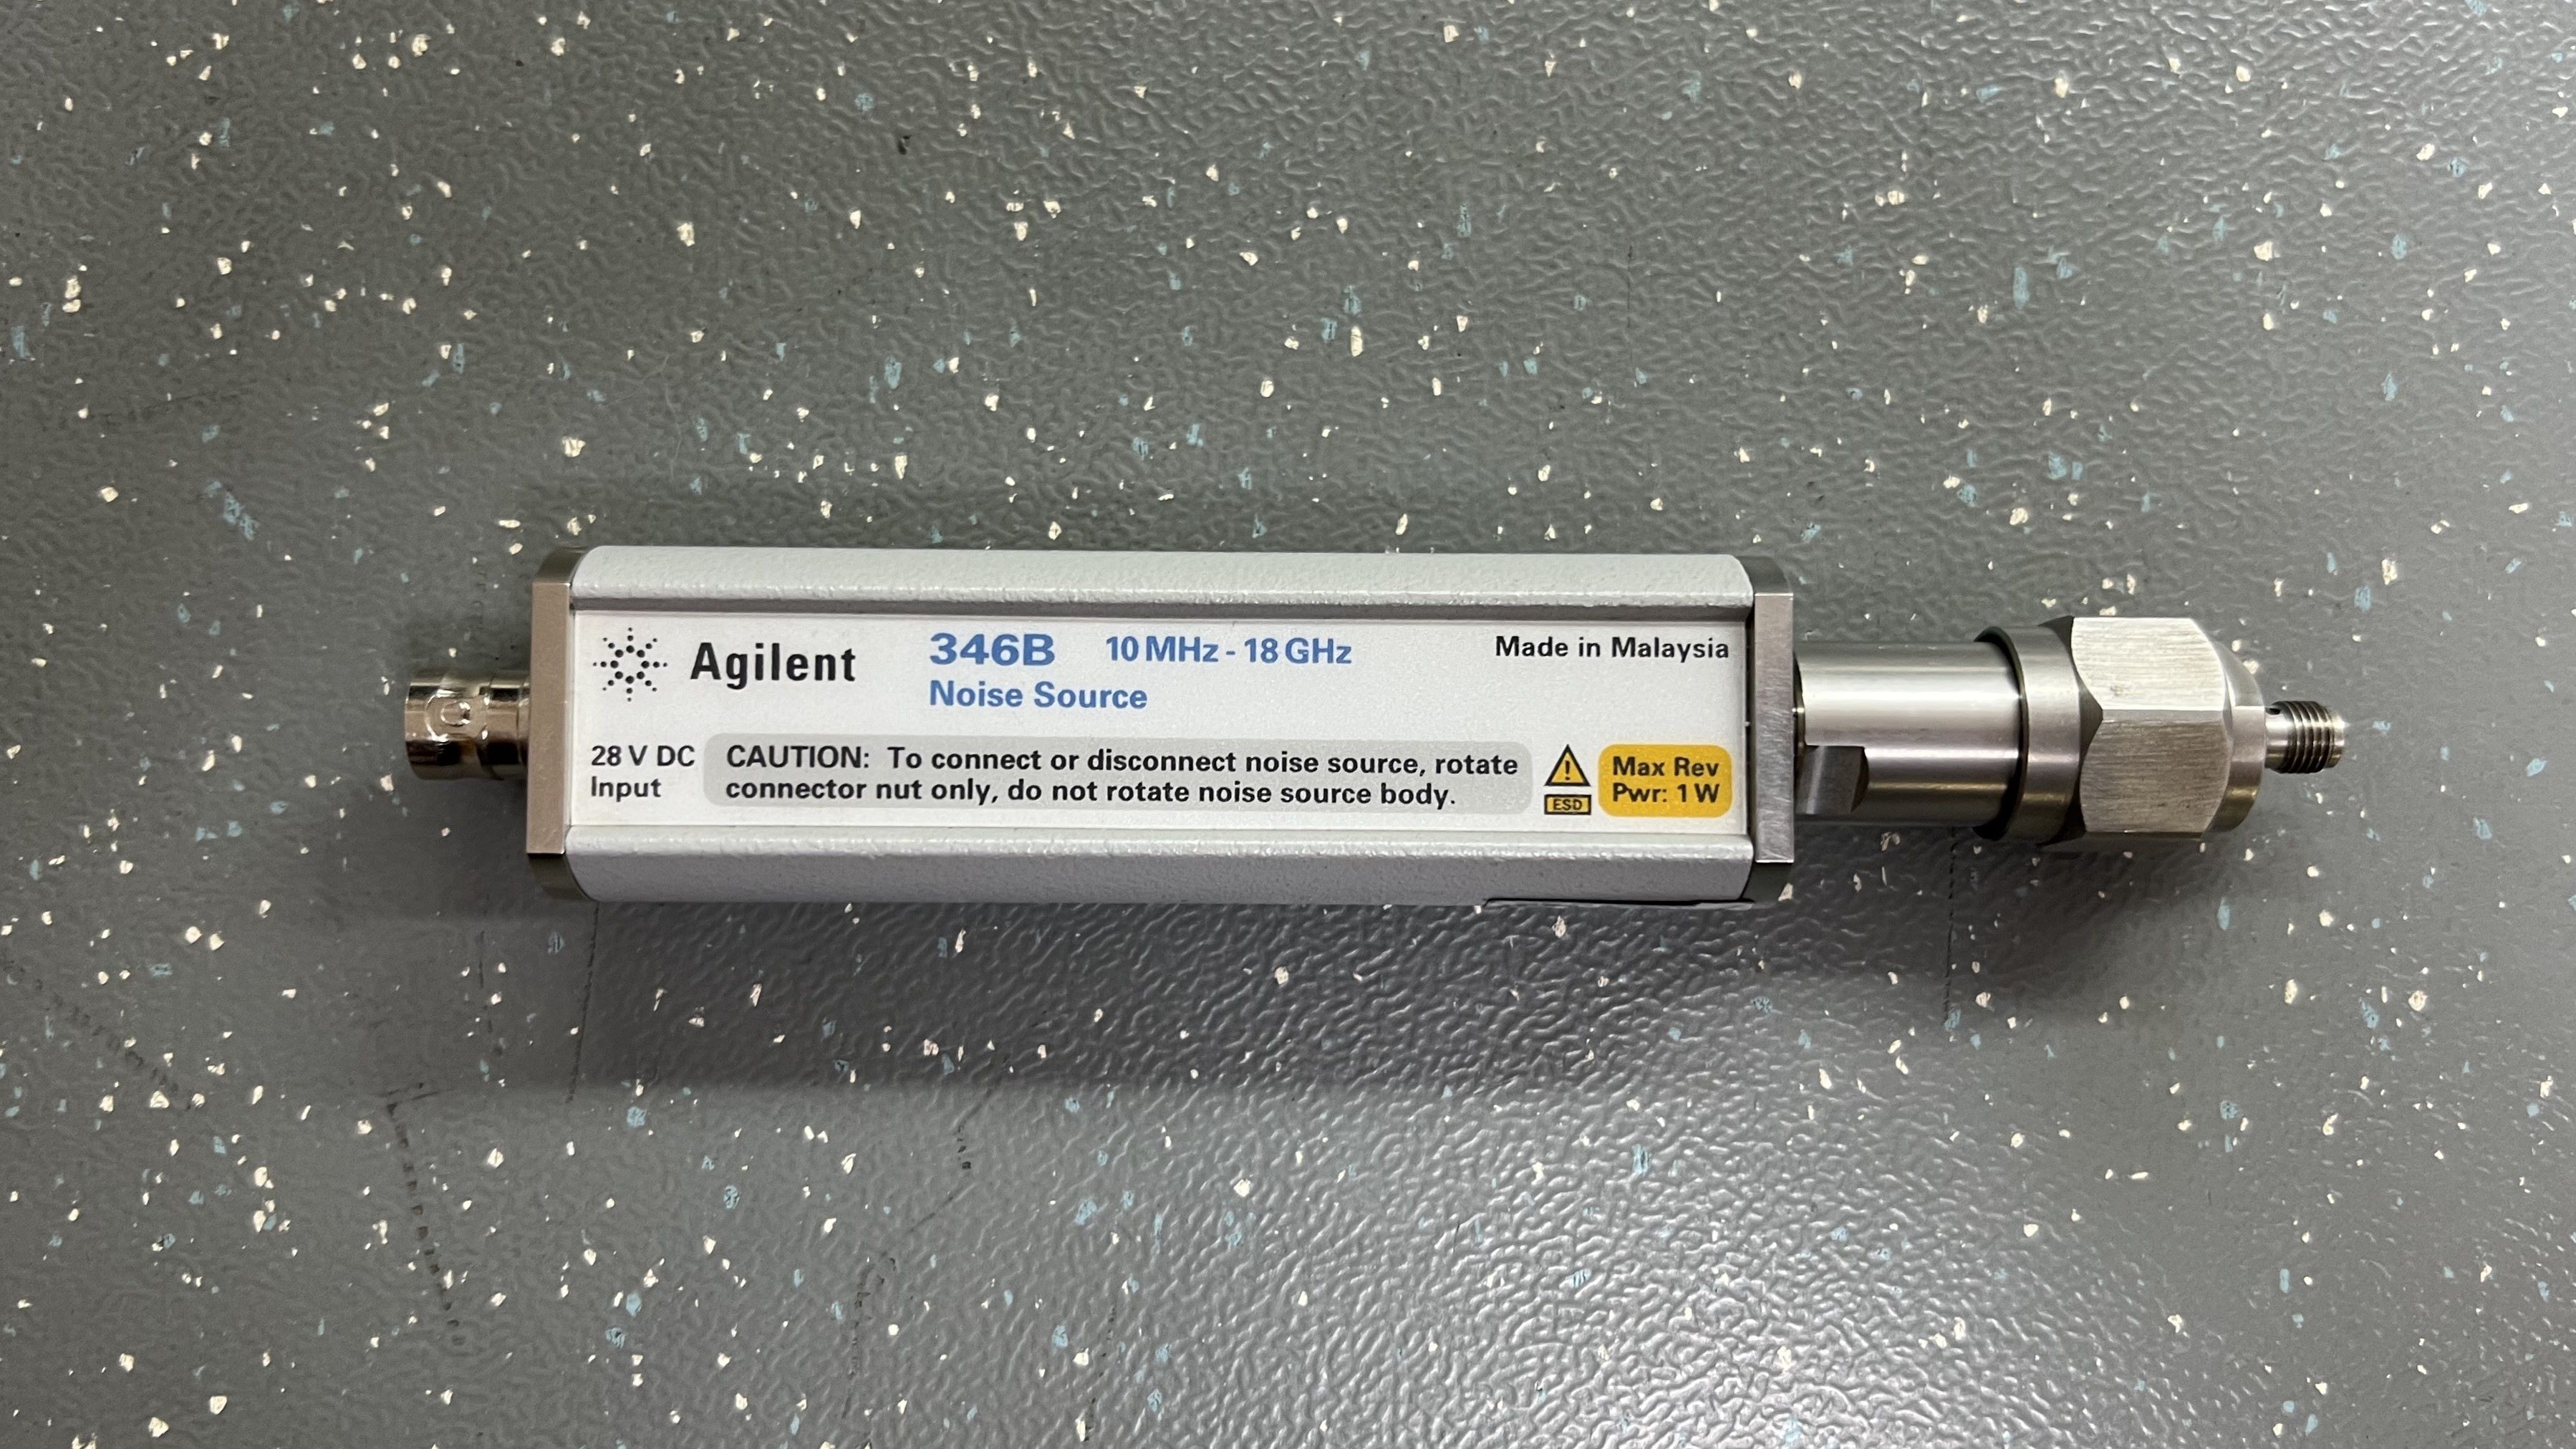 Agilent
346B 10 MHz - 18 GHz
Noise Source
Made in Malaysia
28 V DC
Input
CAUTION: To connect or disconnect noise source, rotate
connector nut only, do not rotate noise source body.
ESD
Max Rev
Pwr: 1 W